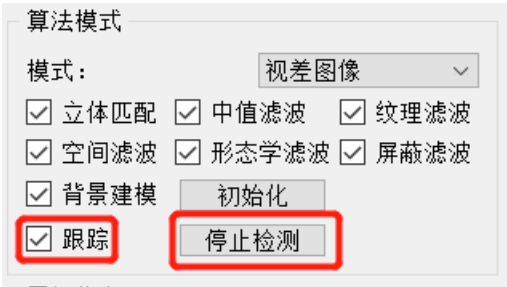 算法模式
模式：
视差图像
立体匹配 中值滤波 纹理滤波
空间滤波 形态学滤波 屏蔽滤波
背景建模 初始化
跟踪 停止检测